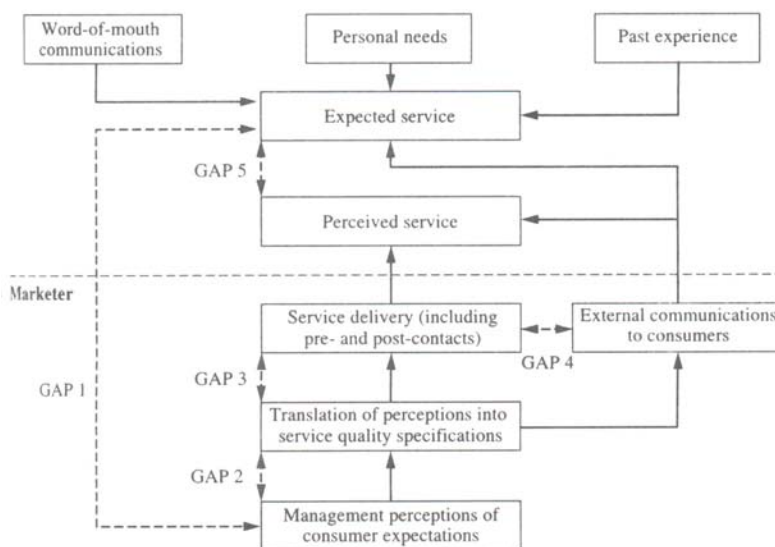 Word-of-mouth
communications
Personal needs
Past experience
Expected service
GAP 5
Perceived service
Marketer
Service delivery (including
pre- and post-contacts)
External communications
to consumers
GAP 4
GAP 3
GAP 1
Translation of perceptions into
service quality specifications
GAP 2
Management perceptions of
consumer expectations